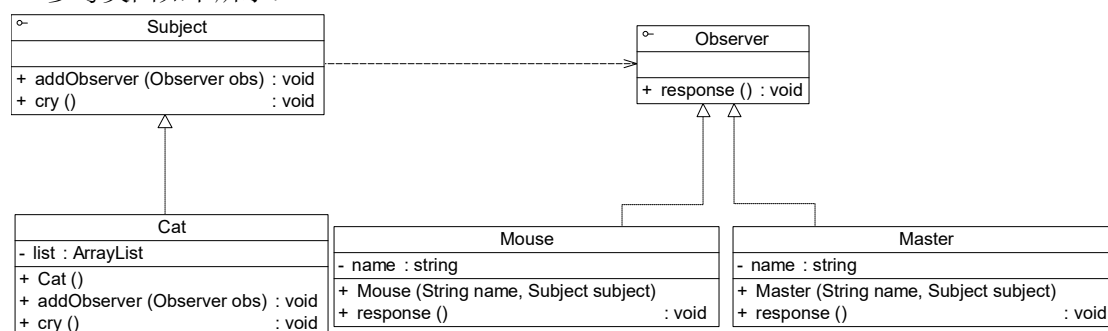 Subject
+ addObserver (Observer obs) : void
+ cry () : void
Observer
+ response () : void
Cat
- list : ArrayList
+ Cat ()
+ addObserver (Observer obs) : void
+ cry () : void
Mouse
- name : string
+ Mouse (String name, Subject subject)
+ response () : void
Master
- name : string
+ Master (String name, Subject subject)
+ response () : void